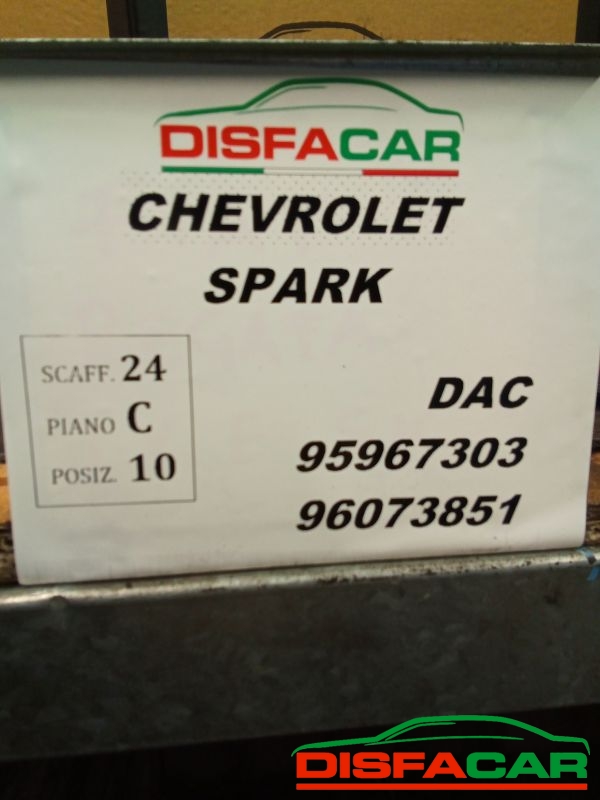 DISFACAR
CHEVROLET
SPARK
SCAFF. 24
PIANO C
POSIZ. 10
DAC
95967303
96073851
DISFACAR